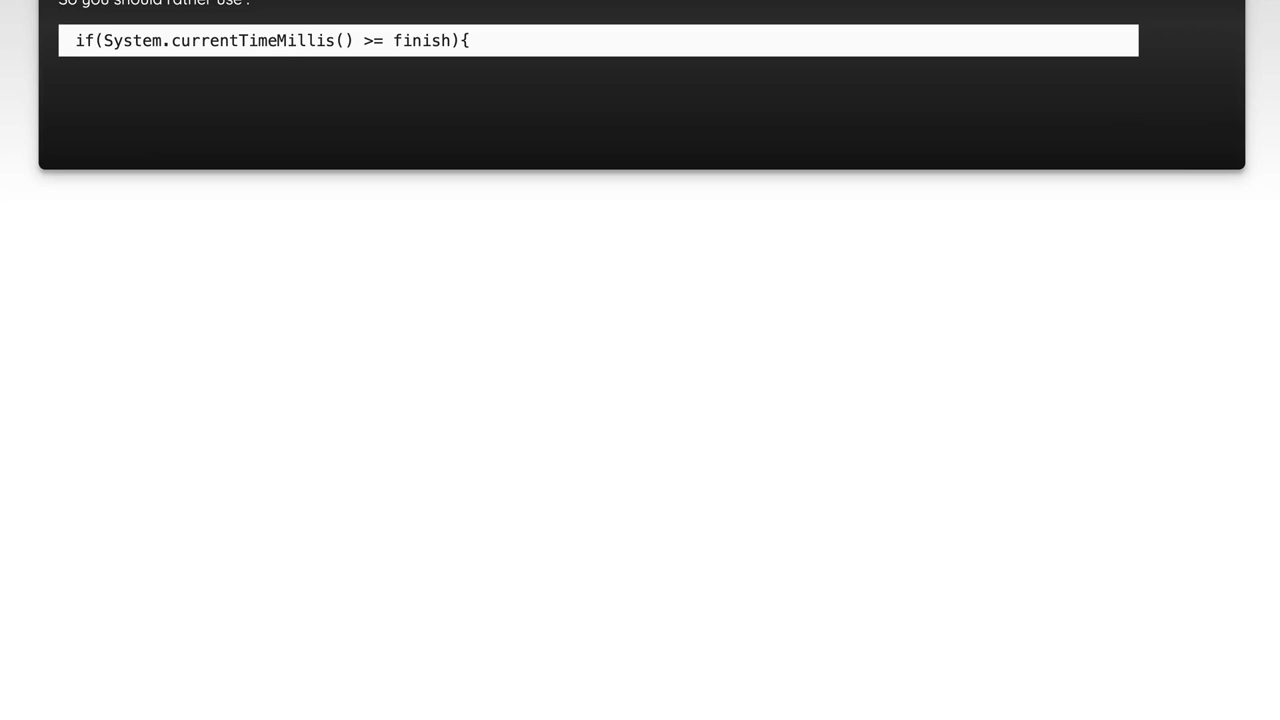 So you should rather use :
if(System.currentTimeMillis() >= finish){